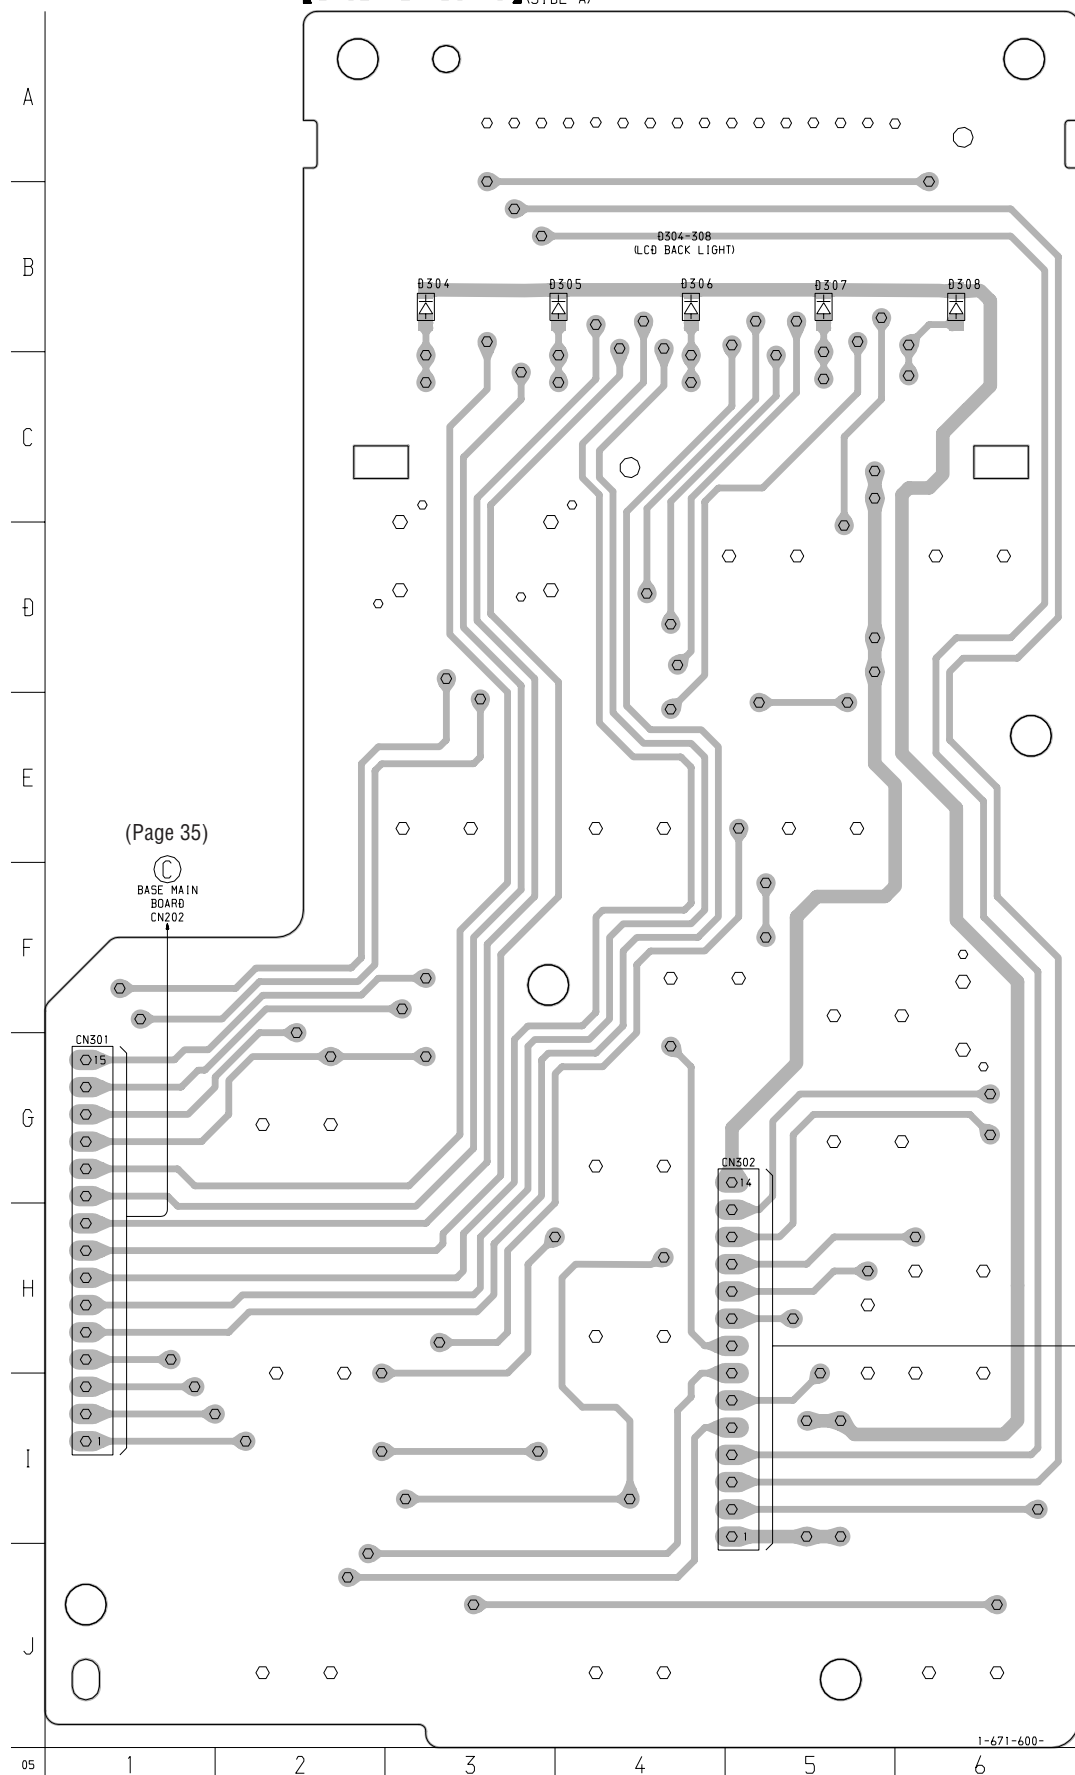 (SIDE A)
A
B
D304-308
(LCD BACK LIGHT)
D304
D305
D306
D307
D308
C
D
E
(Page 35)
C
BASE MAIN
BOARD
CN202
F
CN301
15
G
CN302
14
H
I
1
1
J
1-671-600-
05
1
2
3
4
5
6